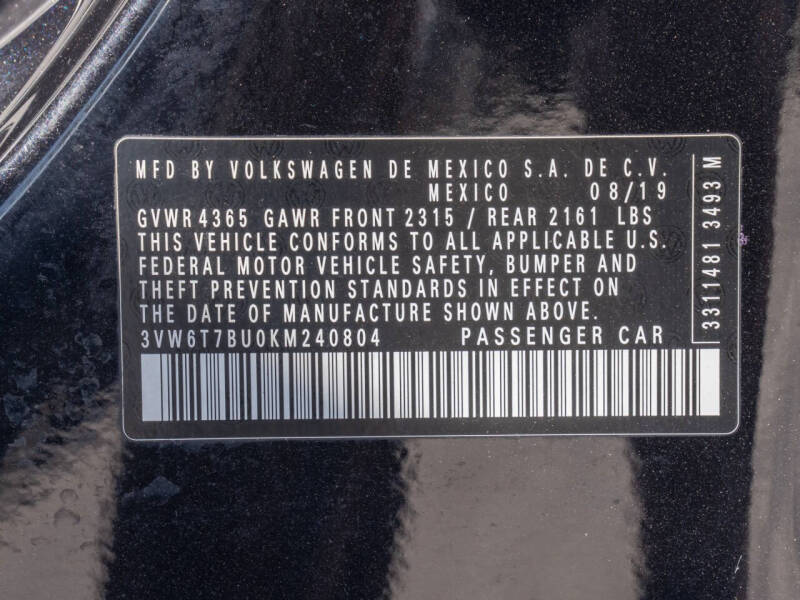 MFD BY VOLKSWAGEN DE MEXICO S.A. DE C.V.
MEXICO 08/19
GVWR 4365 GAWR FRONT 2315 / REAR 2161 LBS
THIS VEHICLE CONFORMS TO ALL APPLICABLE U.S.
FEDERAL MOTOR VEHICLE SAFETY, BUMPER AND
THEFT PREVENTION STANDARDS IN EFFECT ON
THE DATE OF MANUFACTURE SHOWN ABOVE.
3VW6T7BU0KM240804 PASSENGER CAR
3311481 3493 M